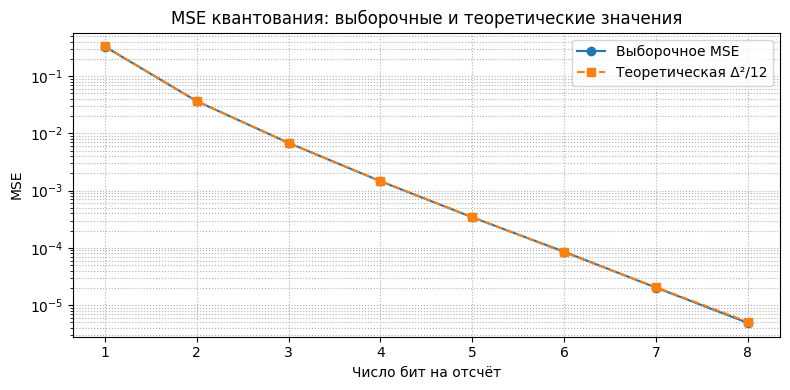 MSE квантования: выборочные и теоретические значения
Выборочное MSE
Теоретическая Δ²/12
MSE
10⁻¹
10⁻²
10⁻³
10⁻⁴
10⁻⁵
1 2 3 4 5 6 7 8
Число бит на отсчёт